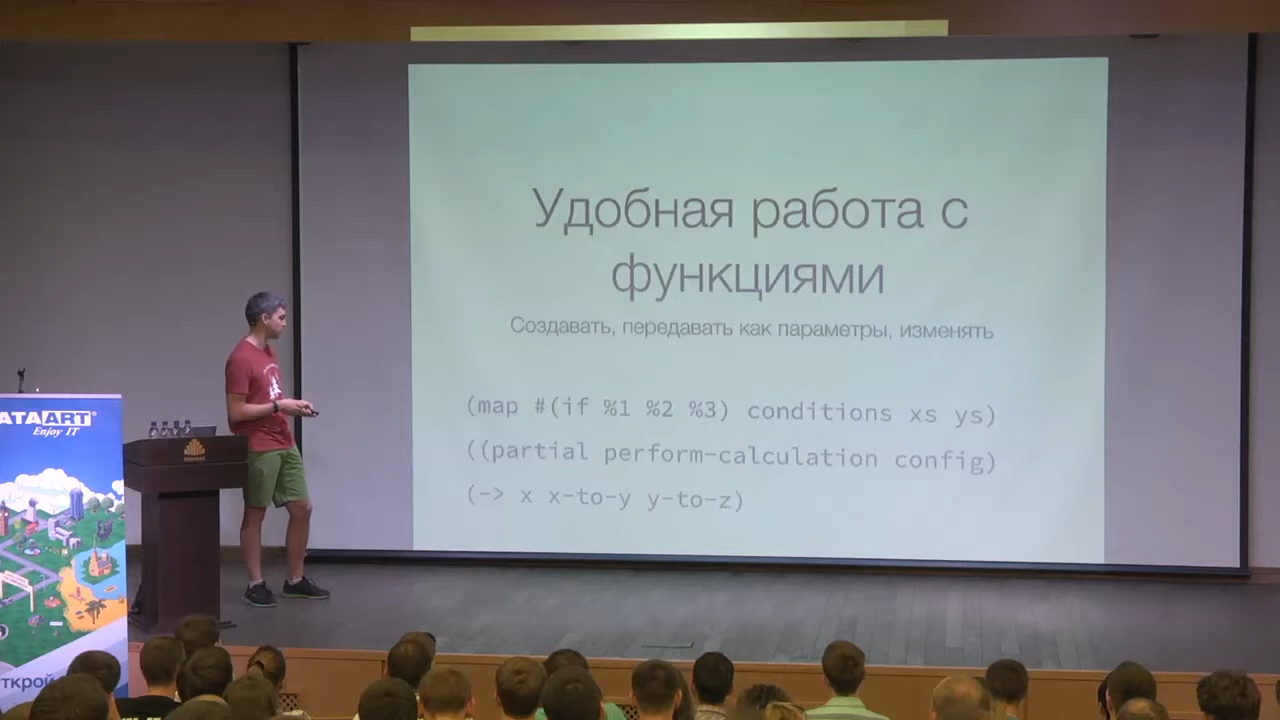 Удобная работа с
функциями
Создавать, передавать как параметры, изменять
(map #(if %1 %2 %3) conditions xs ys)
((partial perform-calculation config)
(-> x x-to-y y-to-z)
ATAART
Enjoy IT
ткрой